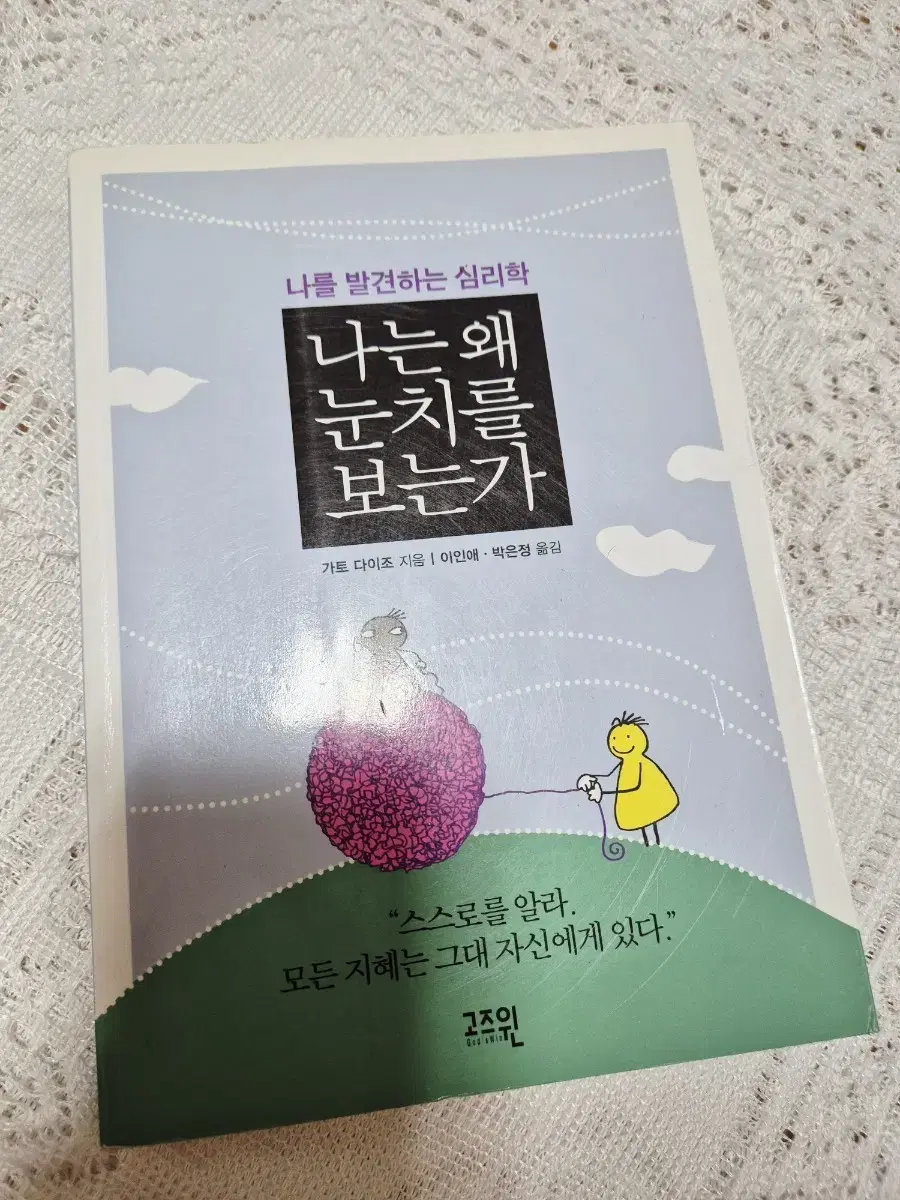 나를 발견하는 심리학
나는 왜
눈치를
보는가
가토 다이조 지음 | 이인애 · 박은정 옮김
“스스로를 알라.
모든 지혜는 그대 자신에게 있다.”
고즈윈
God'sWin